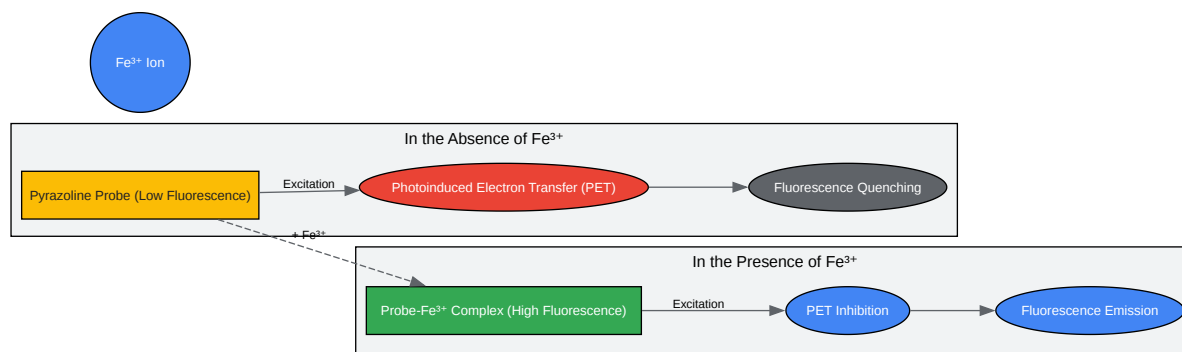 Fe³⁺ Ion
In the Absence of Fe³⁺
Pyrazoline Probe (Low Fluorescence)
Excitation
Photoinduced Electron Transfer (PET)
Fluorescence Quenching
+ Fe³⁺
In the Presence of Fe³⁺
Probe-Fe³⁺ Complex (High Fluorescence)
Excitation
PET Inhibition
Fluorescence Emission